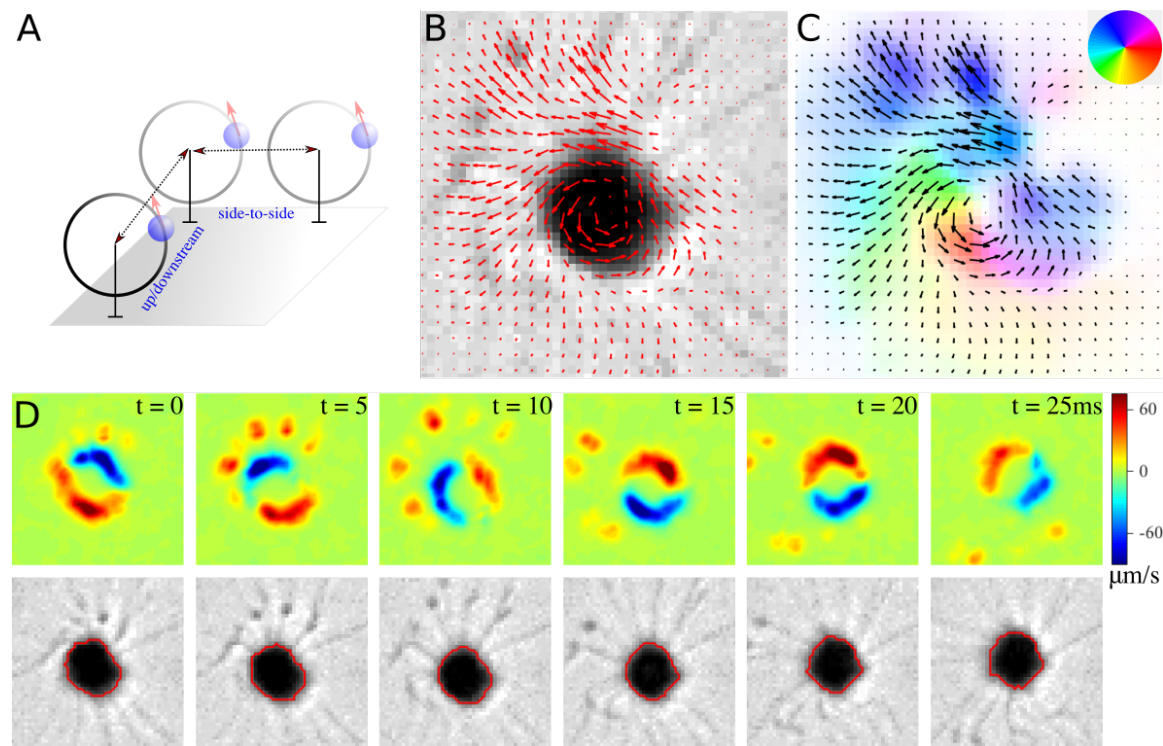 A
side-to-side
up/downstream
B
C
D
t = 0
t = 5
t = 10
t = 15
t = 20
t = 25ms
60
0
-60
μm/s